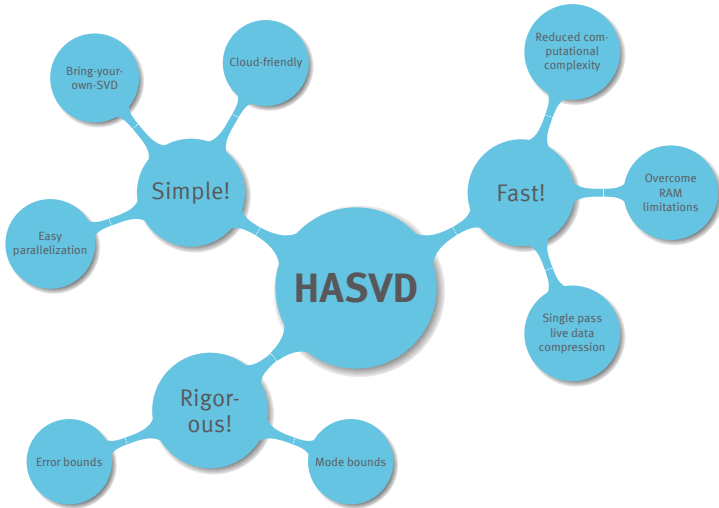 Reduced com-
putational
complexity
Cloud-friendly
Bring-your-
own-SVD
Simple!
Fast!
Overcome
RAM
limitations
Easy
parallelization
HASVD
Single pass
live data
compression
Rigor-
ous!
Error bounds
Mode bounds